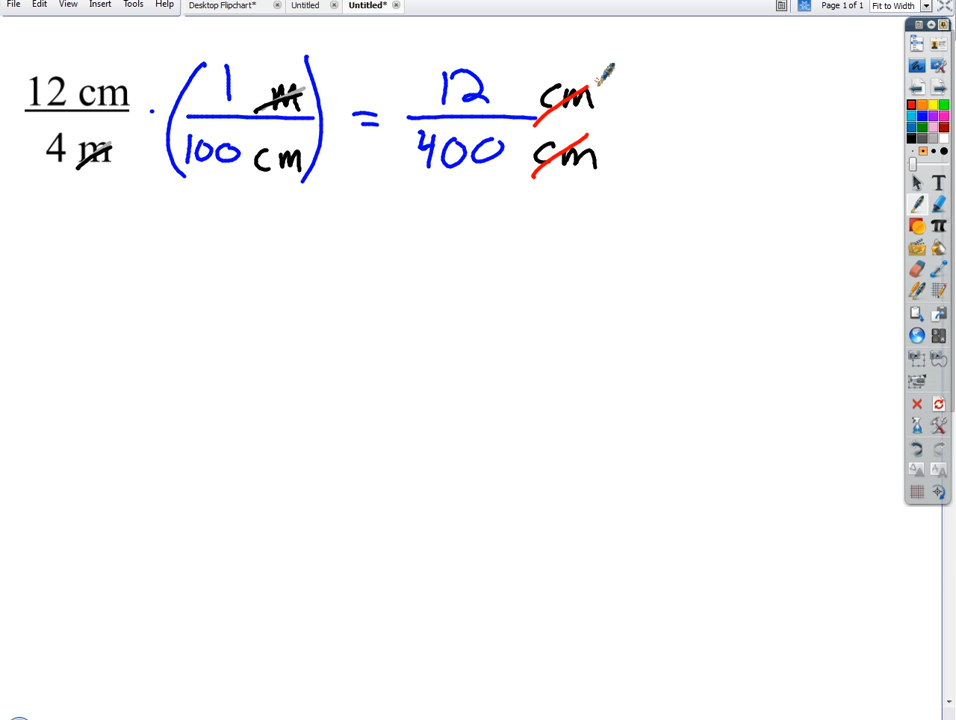 File Edit View Insert Tools Help Desktop Flipchart* Untitled Untitled* Page 1 of 1 Fit to Width
12 cm / 4 m · (1 m / 100 cm) = 12 cm / 400 cm
T
π